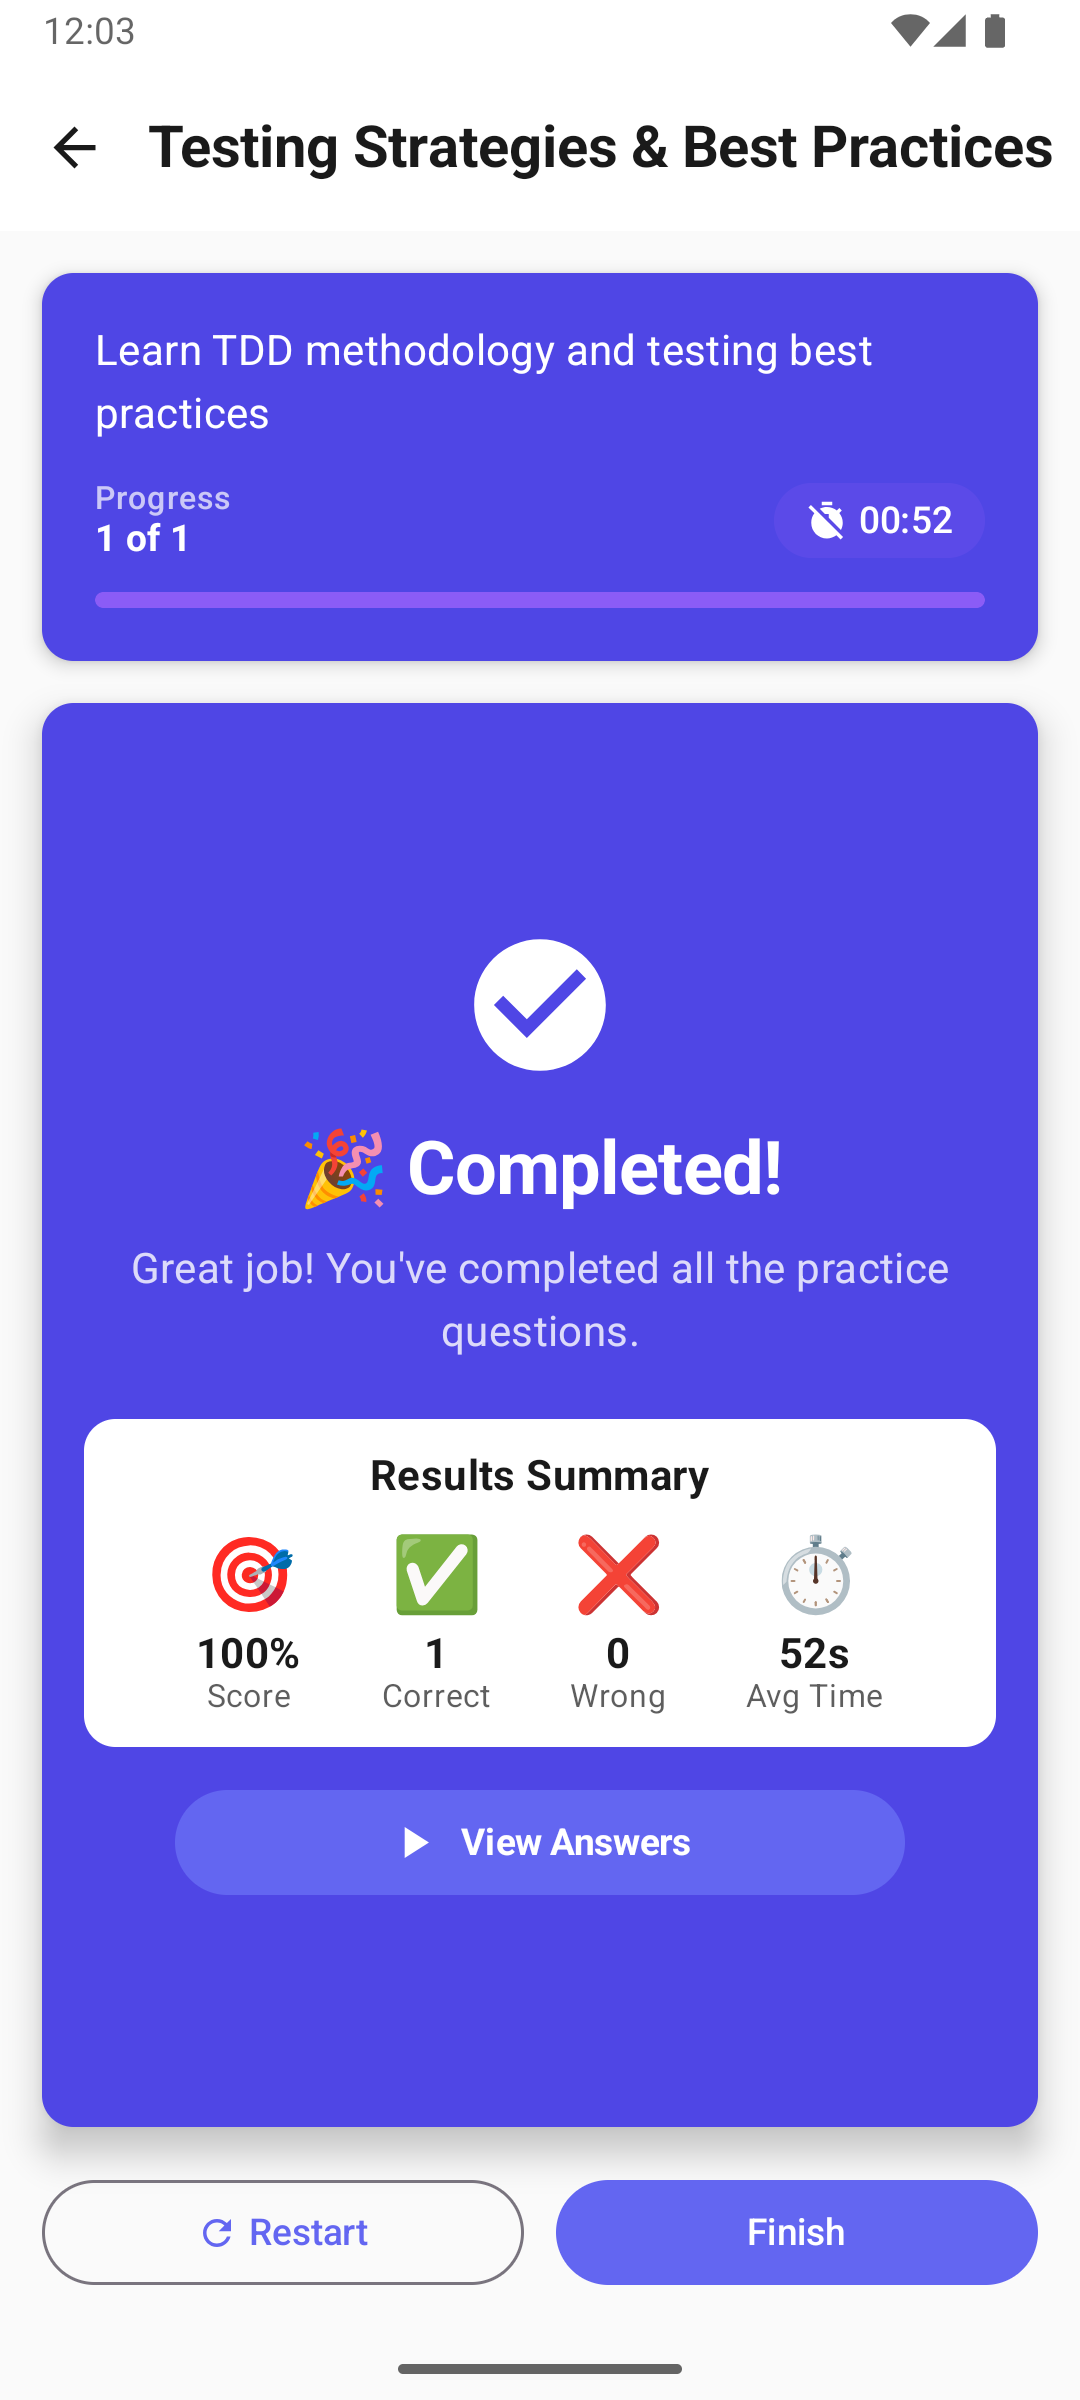 12:03
Testing Strategies & Best Practices
Learn TDD methodology and testing best
practices
Progress
1 of 1
00:52
🎉 Completed!
Great job! You've completed all the practice
questions.
Results Summary
100%
Score
1
Correct
0
Wrong
52s
Avg Time
View Answers
Restart
Finish